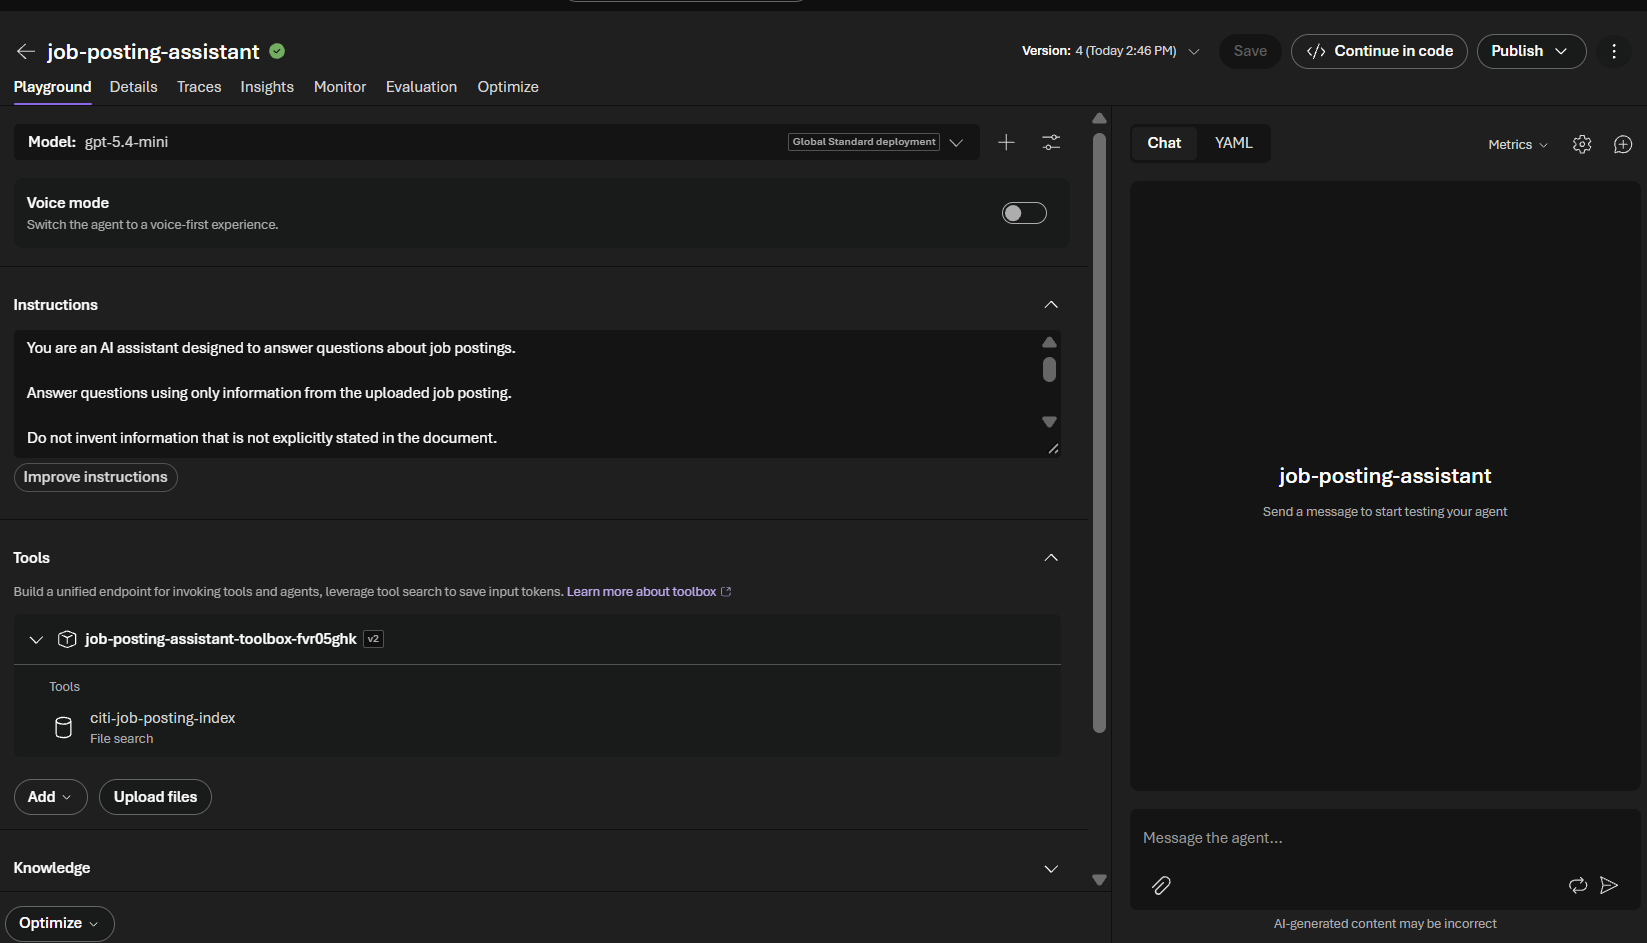 job-posting-assistant
Version: 4 (Today 2:46 PM)
Save
Continue in code
Publish
Playground
Details
Traces
Insights
Monitor
Evaluation
Optimize
Model: gpt-5.4-mini
Global Standard deployment
Voice mode
Switch the agent to a voice-first experience.
Instructions
You are an AI assistant designed to answer questions about job postings.
Answer questions using only information from the uploaded job posting.
Do not invent information that is not explicitly stated in the document.
Improve instructions
Tools
Build a unified endpoint for invoking tools and agents, leverage tool search to save input tokens. Learn more about toolbox
job-posting-assistant-toolbox-fvr05ghk v2
Tools
citi-job-posting-index
File search
Add
Upload files
Knowledge
Optimize
Chat
YAML
Metrics
job-posting-assistant
Send a message to start testing your agent
Message the agent...
AI-generated content may be incorrect